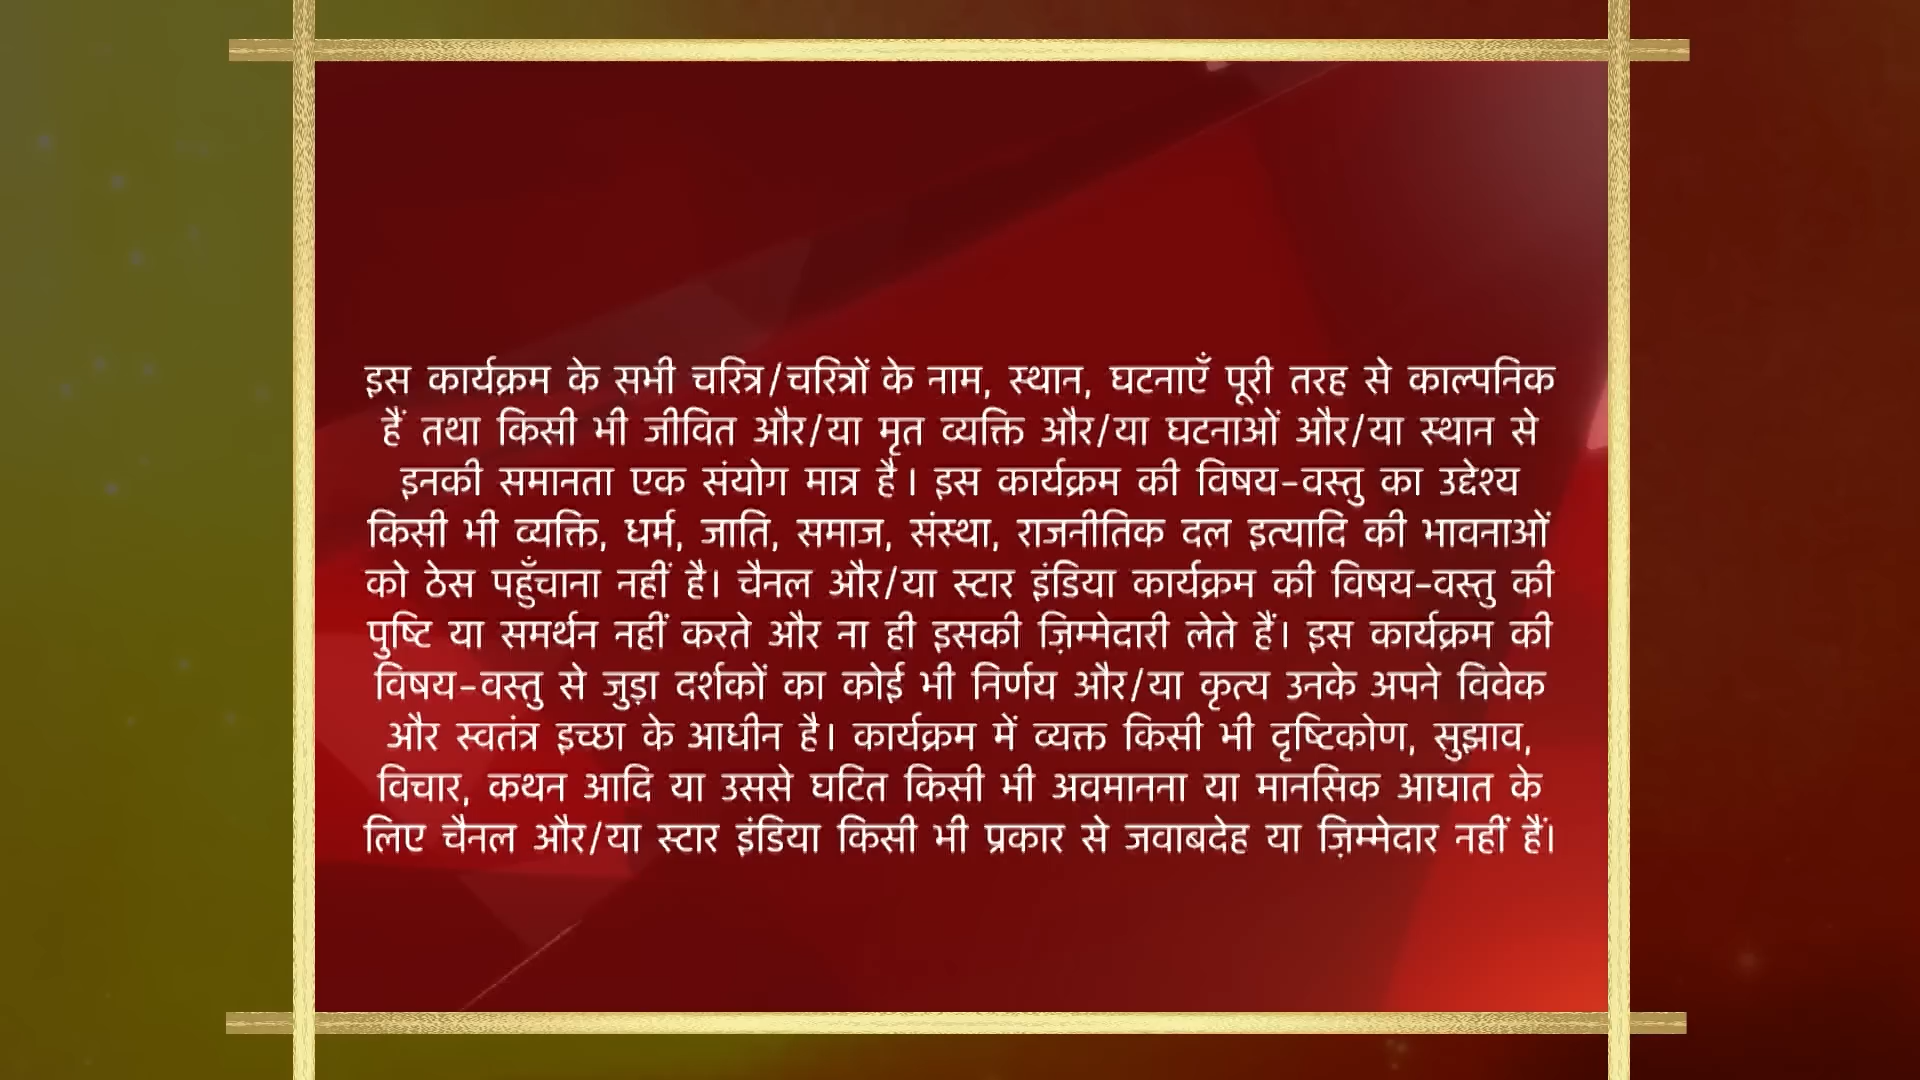 इस कार्यक्रम के सभी चरित्र/चरित्रों के नाम, स्थान, घटनाएँ पूरी तरह से काल्पनिक
हैं तथा किसी भी जीवित और/या मृत व्यक्ति और/या घटनाओं और/या स्थान से
इनकी समानता एक संयोग मात्र है। इस कार्यक्रम की विषय-वस्तु का उद्देश्य
किसी भी व्यक्ति, धर्म, जाति, समाज, संस्था, राजनीतिक दल इत्यादि की भावनाओं
को ठेस पहुँचाना नहीं है। चैनल और/या स्टार इंडिया कार्यक्रम की विषय-वस्तु की
पुष्टि या समर्थन नहीं करते और ना ही इसकी ज़िम्मेदारी लेते हैं। इस कार्यक्रम की
विषय-वस्तु से जुड़ा दर्शकों का कोई भी निर्णय और/या कृत्य उनके अपने विवेक
और स्वतंत्र इच्छा के आधीन है। कार्यक्रम में व्यक्त किसी भी दृष्टिकोण, सुझाव,
विचार, कथन आदि या उससे घटित किसी भी अवमानना या मानसिक आघात के
लिए चैनल और/या स्टार इंडिया किसी भी प्रकार से जवाबदेह या ज़िम्मेदार नहीं हैं।